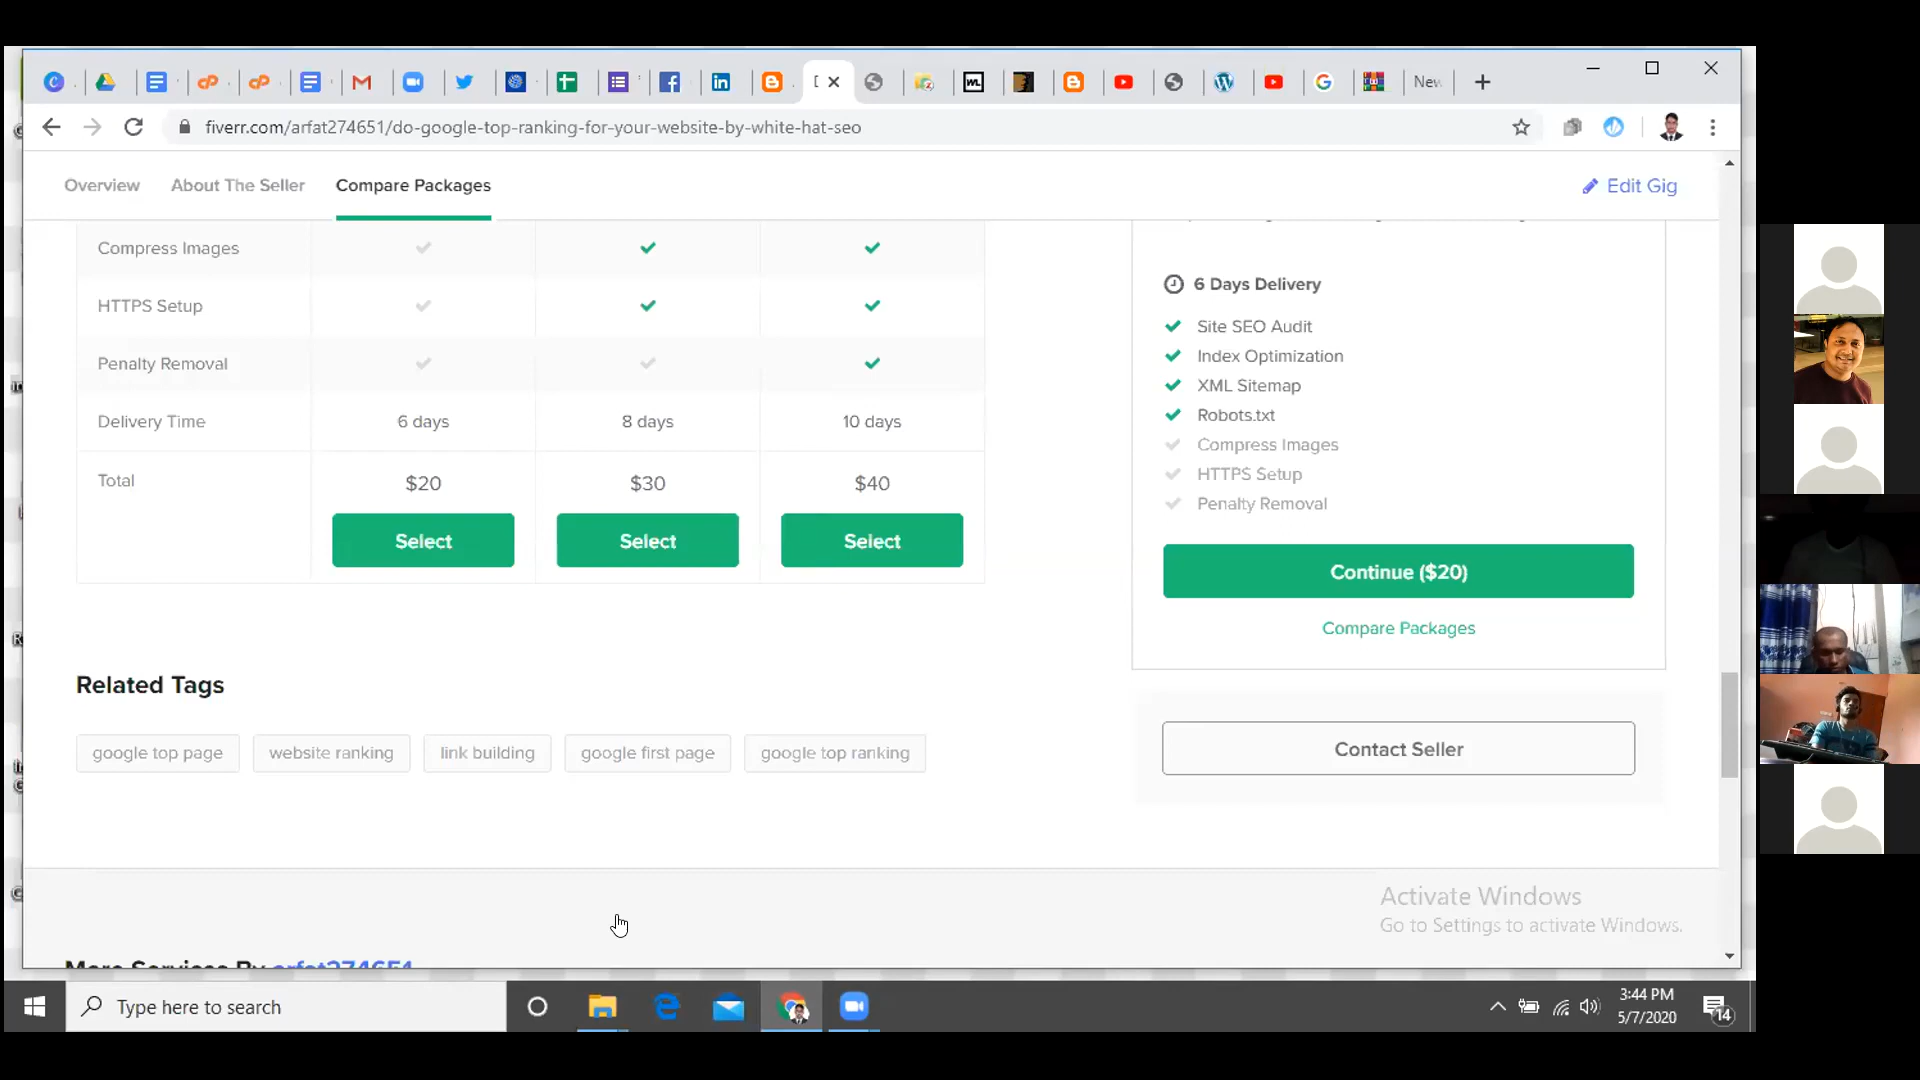 New
fiverr.com/arfat274651/do-google-top-ranking-for-your-website-by-white-hat-seo
Overview
About The Seller
Compare Packages
Edit Gig
Compress Images
HTTPS Setup
Penalty Removal
Delivery Time
6 days
8 days
10 days
Total
$20
$30
$40
Select
Select
Select
6 Days Delivery
Site SEO Audit
Index Optimization
XML Sitemap
Robots.txt
Compress Images
HTTPS Setup
Penalty Removal
Continue ($20)
Compare Packages
Related Tags
google top page
website ranking
link building
google first page
google top ranking
Contact Seller
Activate Windows
Go to Settings to activate Windows.
More Services By arfat274651
Type here to search
3:44 PM
5/7/2020
14